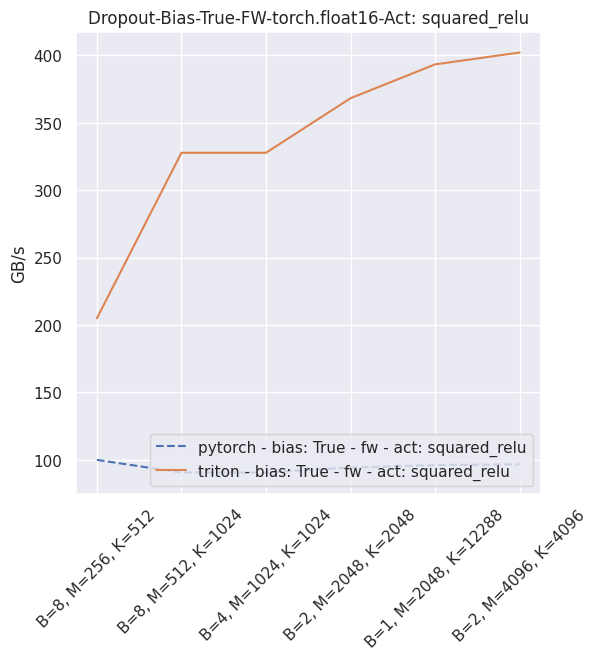 Dropout-Bias-True-FW-torch.float16-Act: squared_relu
400
350
300
250
200
150
100
GB/s
pytorch - bias: True - fw - act: squared_relu
triton - bias: True - fw - act: squared_relu
B=8, M=256, K=512
B=8, M=512, K=1024
B=4, M=1024, K=1024
B=2, M=2048, K=2048
B=1, M=2048, K=12288
B=2, M=4096, K=4096